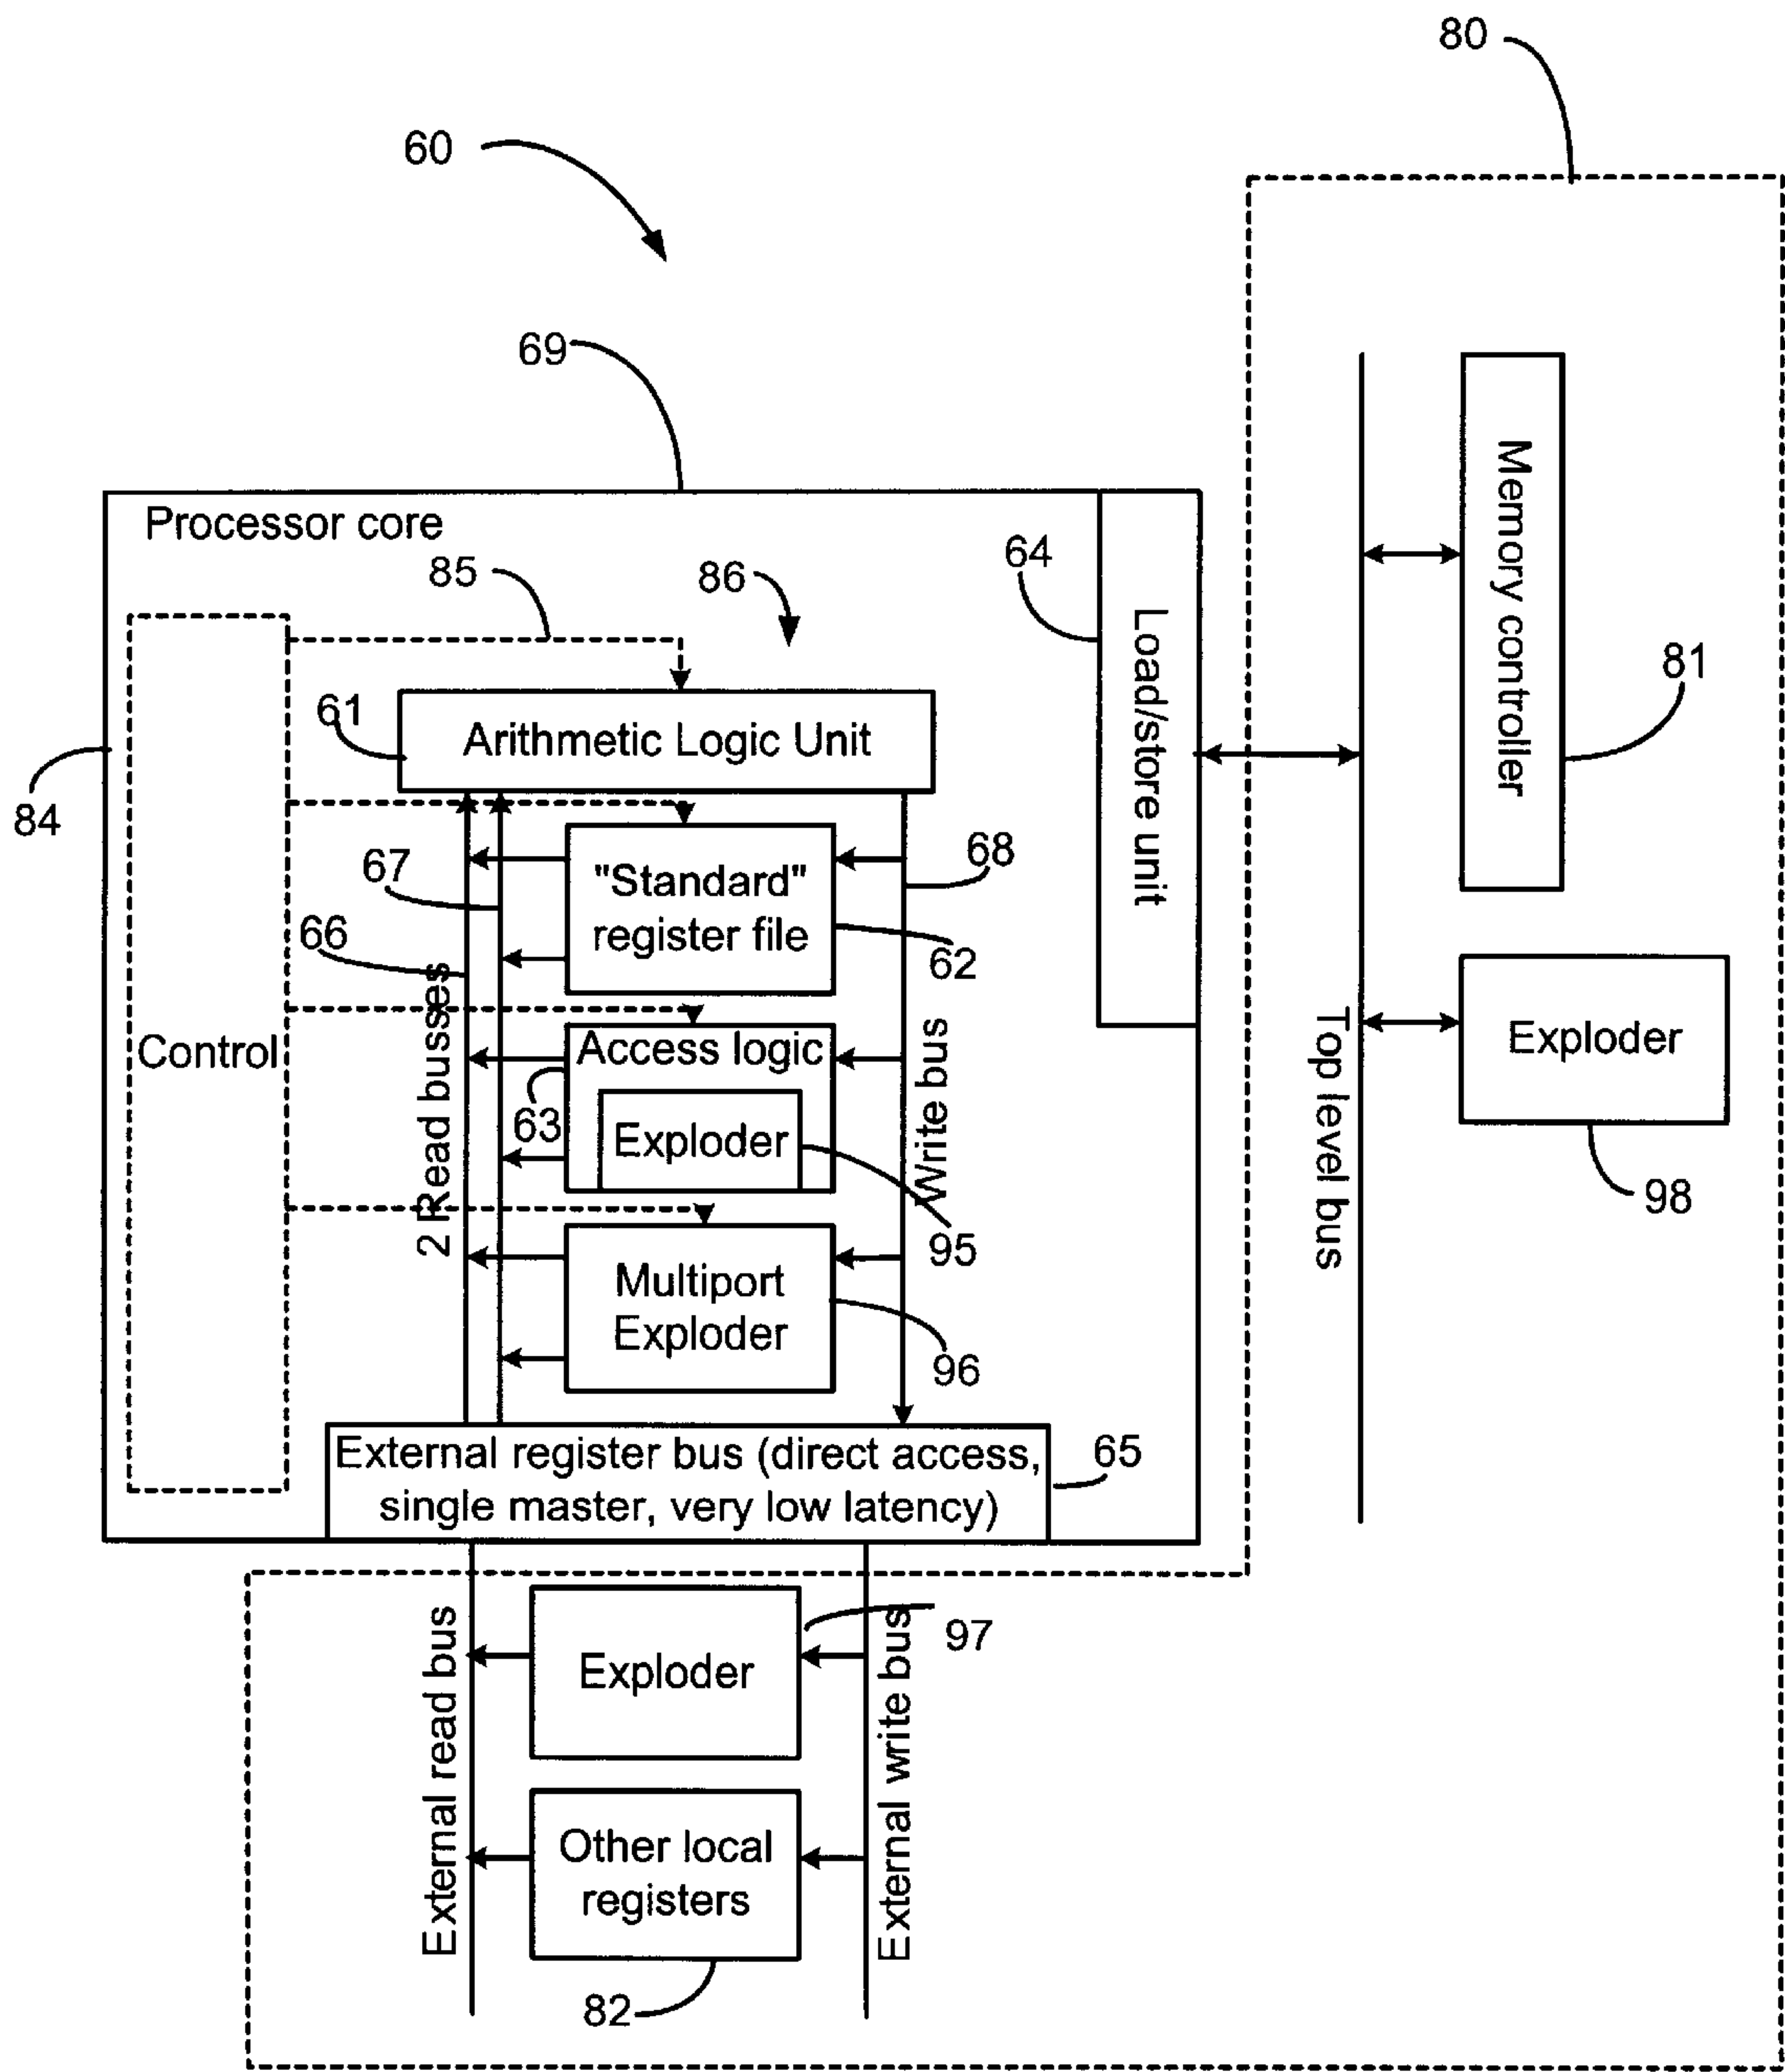 80
60
69
Processor core
85
86
64
Load/store unit
Memory controller
81
61
Arithmetic Logic Unit
84
67
"Standard"
register file
68
66
62
2 Read busses
Control
Access logic
63
Exploder
Write bus
Top level bus
Exploder
98
95
Multiport
Exploder
96
External register bus (direct access,
single master, very low latency)
65
External read bus
Exploder
97
External write bus
Other local
registers
82